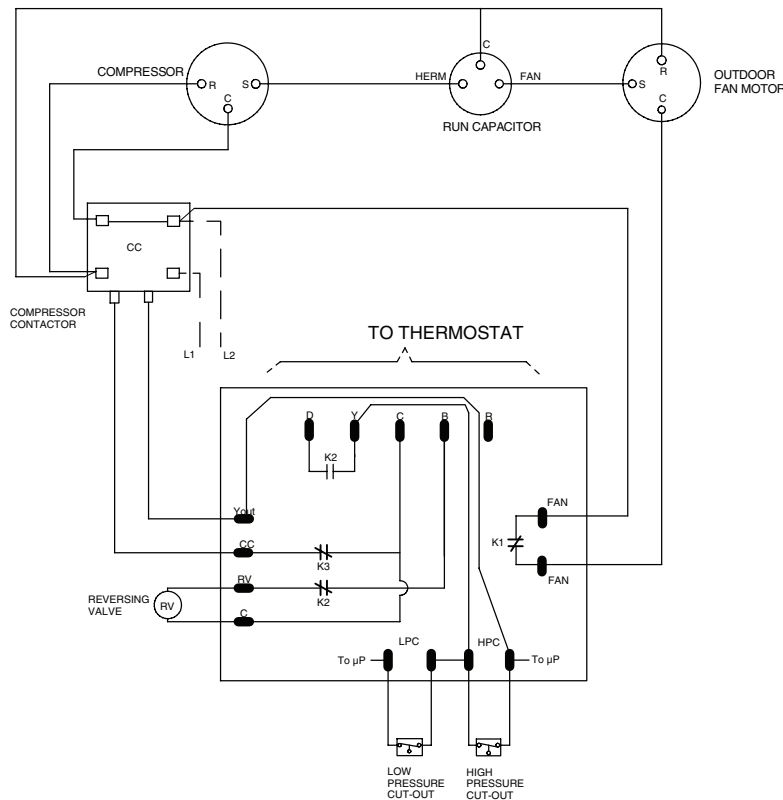 C
COMPRESSOR
R
S
C
HERM
FAN
RUN CAPACITOR
R
S
C
OUTDOOR
FAN MOTOR
CC
COMPRESSOR
CONTACTOR
L1
L2
TO THERMOSTAT
D
Y
C
B
R
K2
Yout
FAN
K1
FAN
CC
K3
RV
K2
REVERSING
VALVE
RV
C
LPC
HPC
To µP
To µP
LOW
PRESSURE
CUT-OUT
HIGH
PRESSURE
CUT-OUT